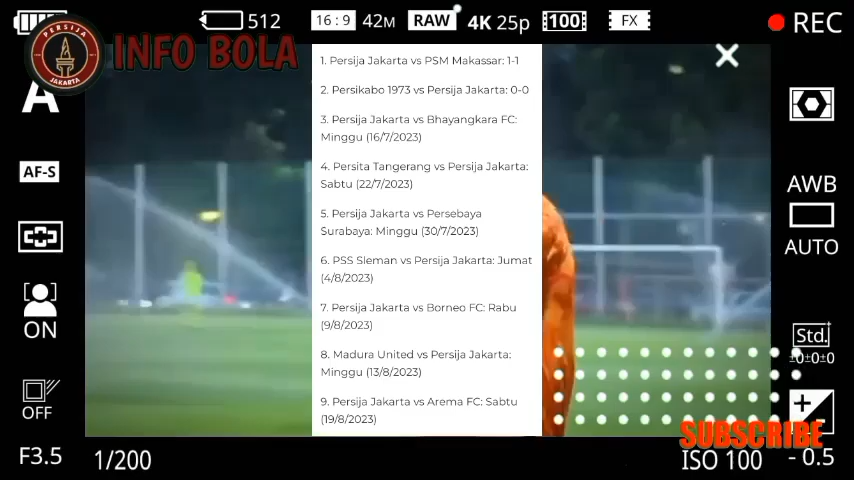 512
16:9
42M
RAW
4K 25p
100
FX
REC
PERSIJA
JAKARTA
INFO BOLA
A
AF-S
ON
OFF
F3.5
1/200
1. Persija Jakarta vs PSM Makassar: 1-1
2. Persikabo 1973 vs Persija Jakarta: 0-0
3. Persija Jakarta vs Bhayangkara FC:
Minggu (16/7/2023)
4. Persita Tangerang vs Persija Jakarta:
Sabtu (22/7/2023)
5. Persija Jakarta vs Persebaya
Surabaya: Minggu (30/7/2023)
6. PSS Sleman vs Persija Jakarta: Jumat
(4/8/2023)
7. Persija Jakarta vs Borneo FC: Rabu
(9/8/2023)
8. Madura United vs Persija Jakarta:
Minggu (13/8/2023)
9. Persija Jakarta vs Arema FC: Sabtu
(19/8/2023)
AWB
AUTO
Std.
±0±0±0
SUBSCRIBE
ISO 100
- 0.5